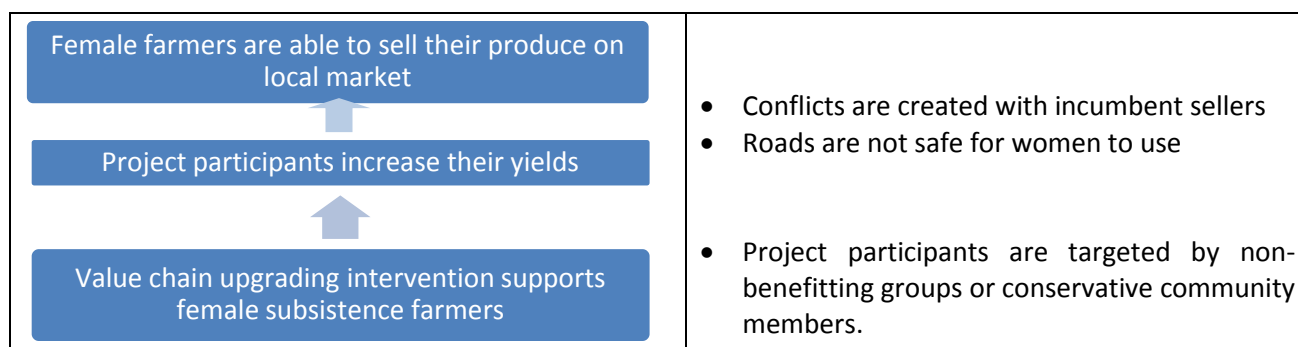 Female farmers are able to sell their produce on
local market
Project participants increase their yields
Value chain upgrading intervention supports
female subsistence farmers
• Conflicts are created with incumbent sellers
• Roads are not safe for women to use
• Project participants are targeted by non-
benefitting groups or conservative community
members.